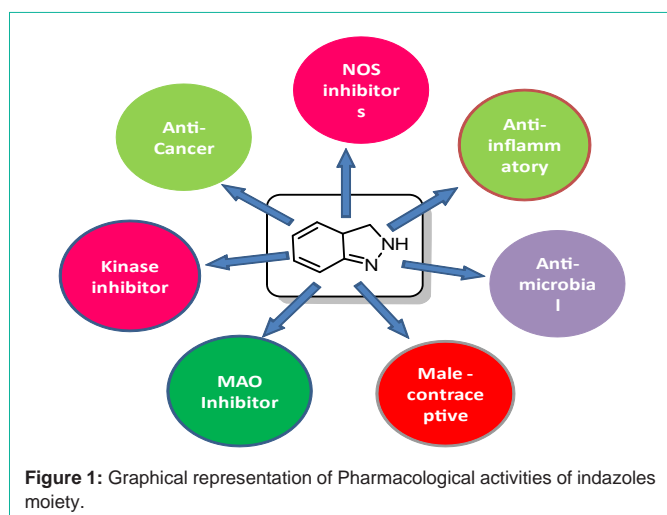 NOS
inhibitor
s
Anti-
Cancer
Anti-
inflamm
atory
Kinase
inhibitor
NH
N
Anti-
microbia
l
MAO
Inhibitor
Male -
contrace
ptive
Figure 1: Graphical representation of Pharmacological activities of indazoles
moiety.